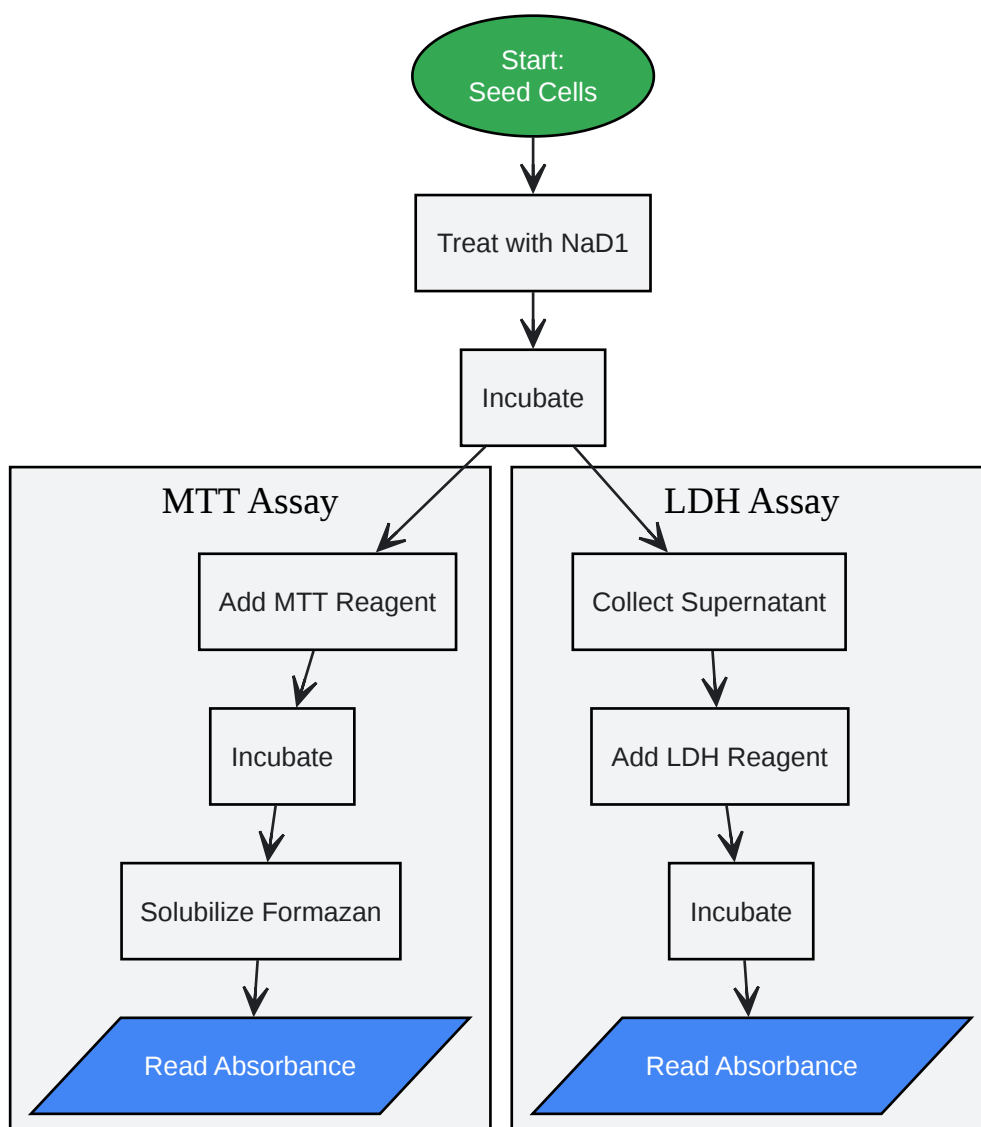 Start:
Seed Cells
Treat with NaD1
Incubate
MTT Assay
Add MTT Reagent
Incubate
Solubilize Formazan
Read Absorbance
LDH Assay
Collect Supernatant
Add LDH Reagent
Incubate
Read Absorbance